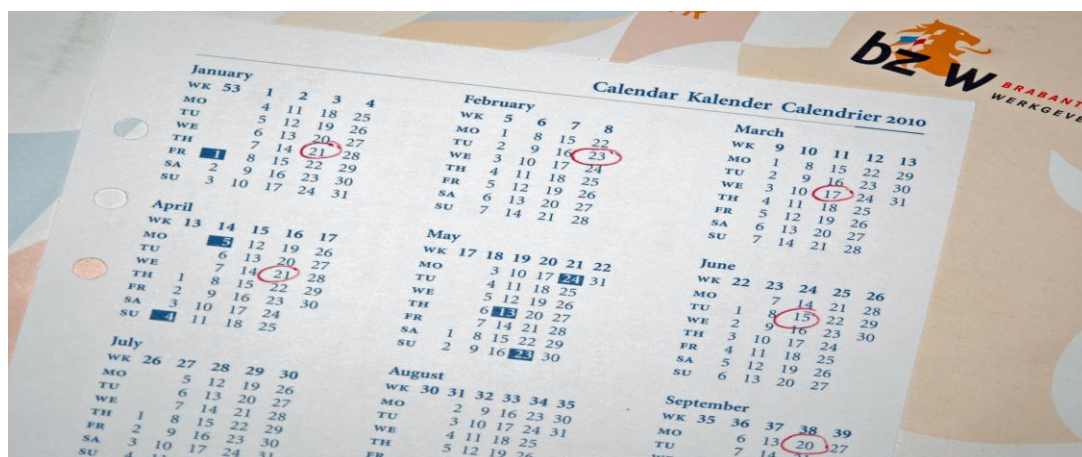 bzw
BRABANT
WERKGEVE
Calendar Kalender Calendrier 2010
January
WK 53 1 2 3 4
MO 4 11 18 25
TU 5 12 19 26
WE 6 13 20 27
TH 7 14 21 28
FR 1 8 15 22 29
SA 2 9 16 23 30
SU 3 10 17 24 31
February
WK 5 6 7 8
MO 1 8 15 22
TU 2 9 16 23
WE 3 10 17 24
TH 4 11 18 25
FR 5 12 19 26
SA 6 13 20 27
SU 7 14 21 28
March
WK 9 10 11 12 13
MO 1 8 15 22 29
TU 2 9 16 23 30
WE 3 10 17 24 31
TH 4 11 18 25
FR 5 12 19 26
SA 6 13 20 27
SU 7 14 21 28
April
WK 13 14 15 16 17
MO 5 12 19 26
TU 6 13 20 27
WE 7 14 21 28
TH 1 8 15 22 29
FR 2 9 16 23 30
SA 3 10 17 24
SU 4 11 18 25
May
WK 17 18 19 20 21 22
MO 3 10 17 24 31
TU 4 11 18 25
WE 5 12 19 26
TH 6 13 20 27
FR 7 14 21 28
SA 1 8 15 22 29
SU 2 9 16 23 30
June
WK 22 23 24 25 26
MO 7 14 21 28
TU 1 8 15 22 29
WE 2 9 16 23 30
TH 3 10 17 24
FR 4 11 18 25
SA 5 12 19 26
SU 6 13 20 27
July
WK 26 27 28 29 30
MO 5 12 19 26
TU 6 13 20 27
WE 7 14 21 28
TH 1 8 15 22 29
FR 2 9 16 23 30
SA 3 10 17 24 31
SU
August
WK 30 31 32 33 34 35
MO 2 9 16 23 30
TU 3 10 17 24 31
WE 4 11 18 25
TH 5 12 19 26
September
WK 35 36 37 38 39
MO 6 13 20 27
TU 7 14